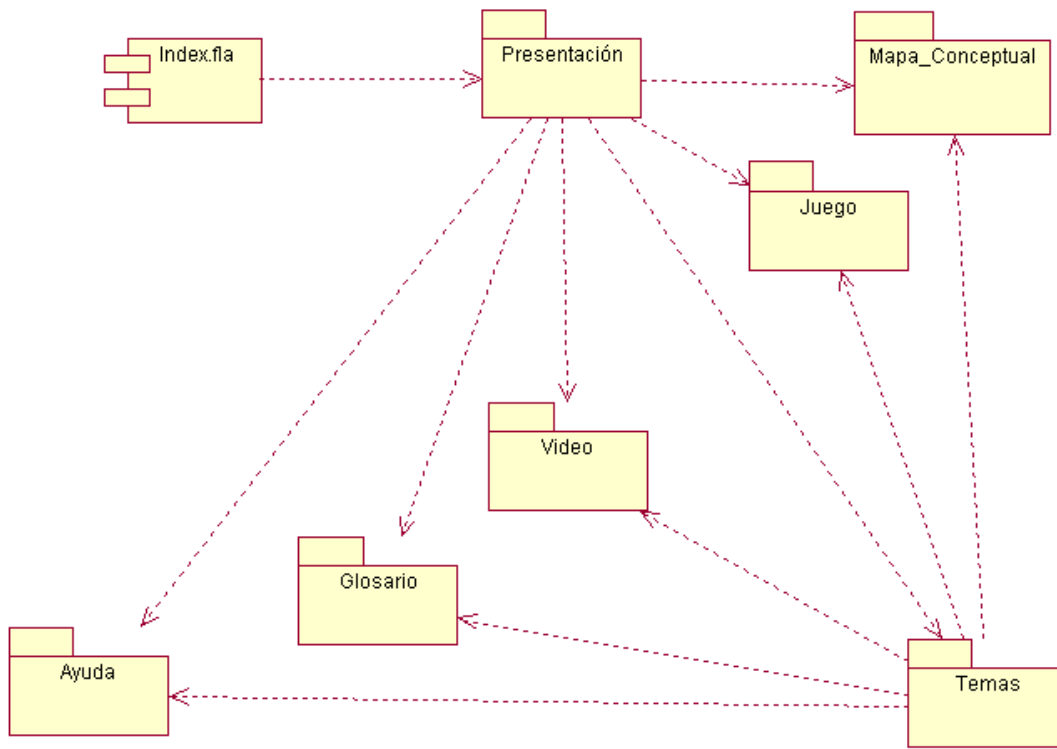 Index.fla
Presentación
Mapa_Conceptual
Juego
Video
Glosario
Ayuda
Temas